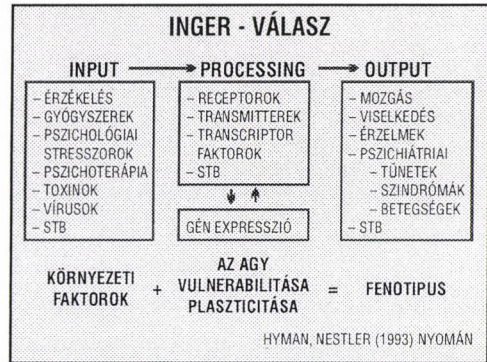 INGER - VÁLASZ
INPUT → PROCESSING → OUTPUT
– ÉRZÉKELÉS
– GYÓGYSZEREK
– PSZICHOLÓGIAI
STRESSZOROK
– PSZICHOTERÁPIA
– TOXINOK
– VÍRUSOK
– STB
– RECEPTOROK
– TRANSMITTEREK
– TRANSCRIPTOR
FAKTOROK
– STB
GÉN EXPRESSZIÓ
– MOZGÁS
– VISELKEDÉS
– ÉRZELMEK
– PSZICHIÁTRIAI
– TÜNETEK
– SZINDRÓMÁK
– BETEGSÉGEK
– STB
KÖRNYEZETI
FAKTOROK
+
AZ AGY
VULNERABILITÁSA
PLASZTICITÁSA
=
FENOTIPUS
HYMAN, NESTLER (1993) NYOMÁN